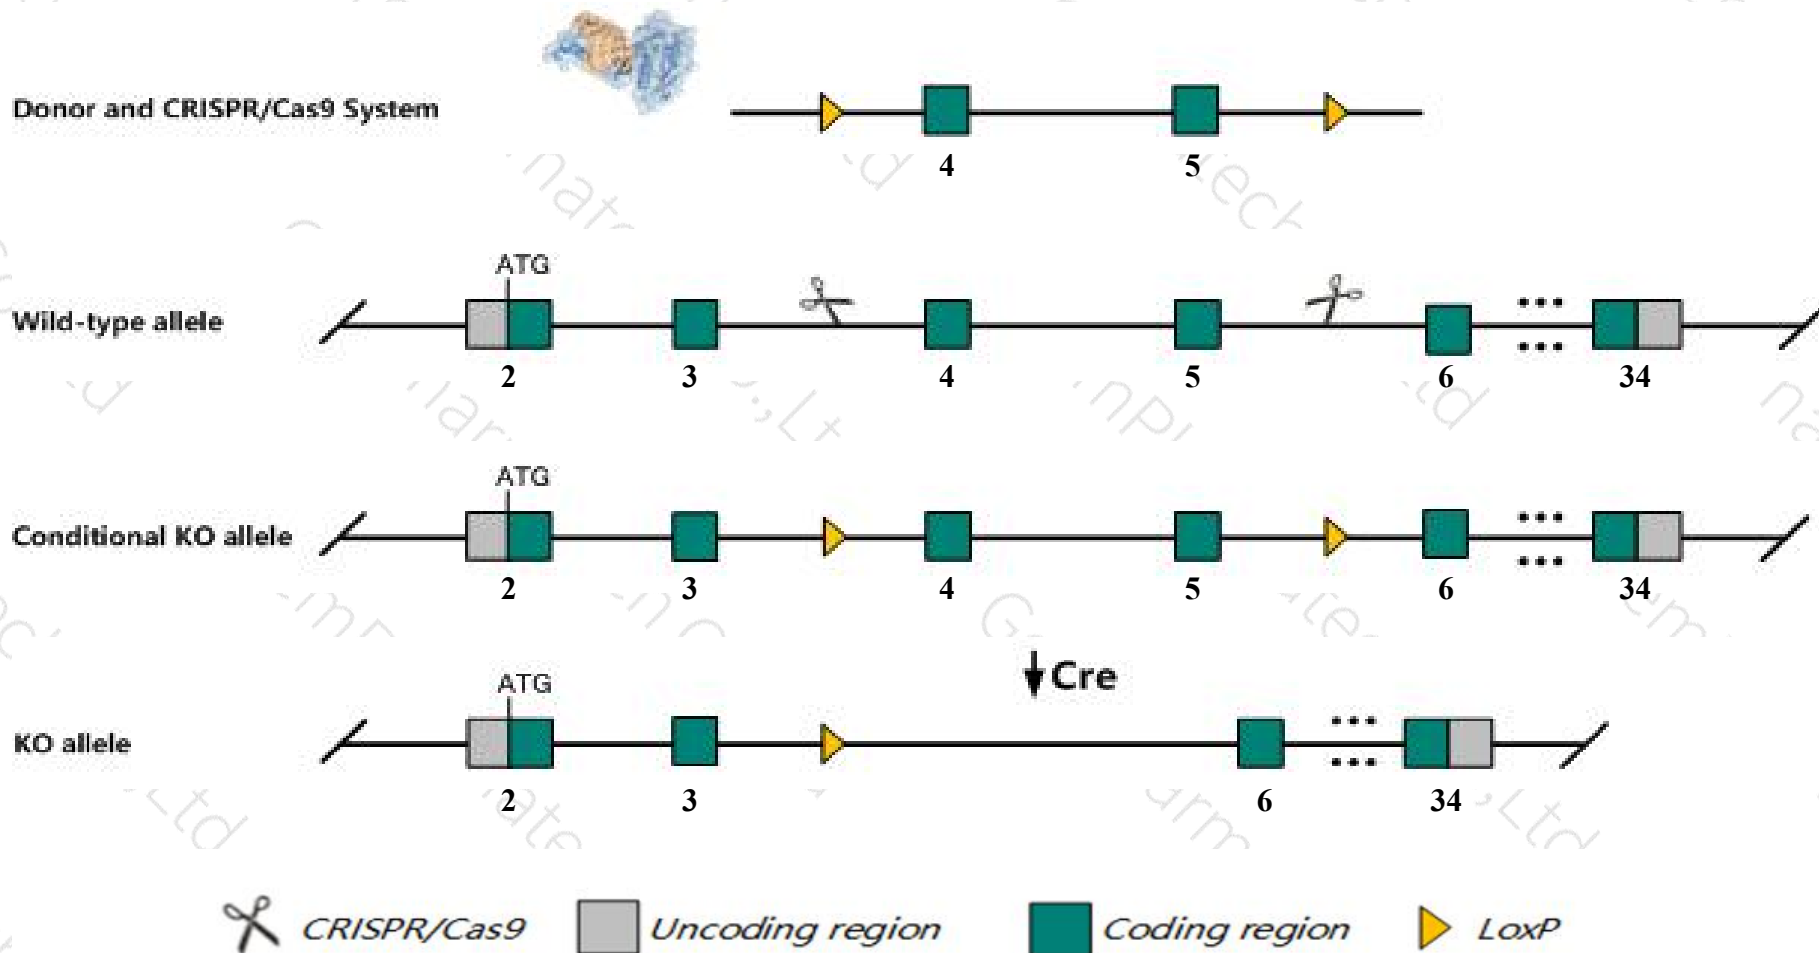 Donor and CRISPR/Cas9 System
4 5
ATG
Wild-type allele
2 3 4 5 6 34
ATG
Conditional KO allele
2 3 4 5 6 34
Cre
ATG
KO allele
2 3 6 34
CRISPR/Cas9 Uncoding region Coding region LoxP